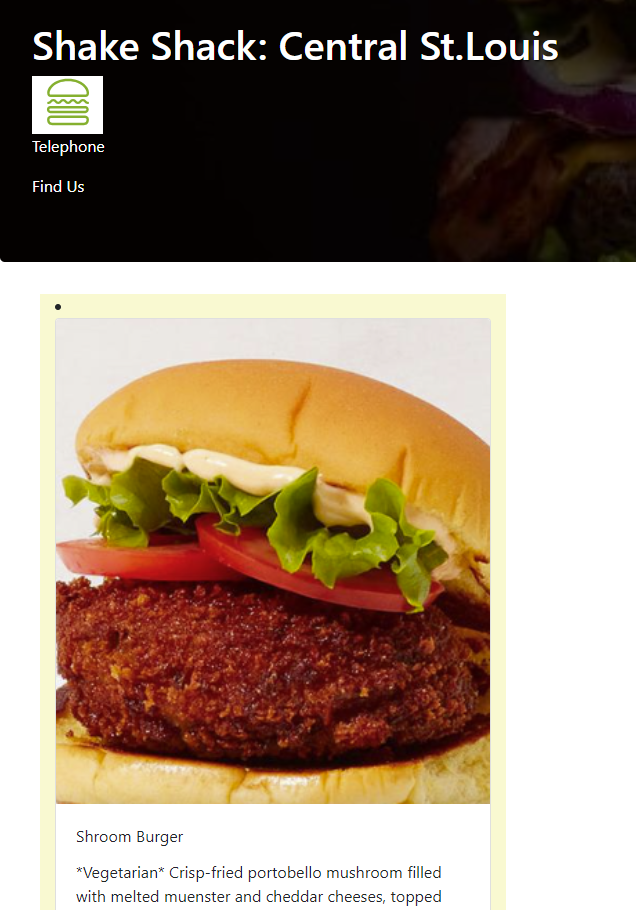 Shake Shack: Central St.Louis
Telephone
Find Us
Shroom Burger
*Vegetarian* Crisp-fried portobello mushroom filled
with melted muenster and cheddar cheeses, topped